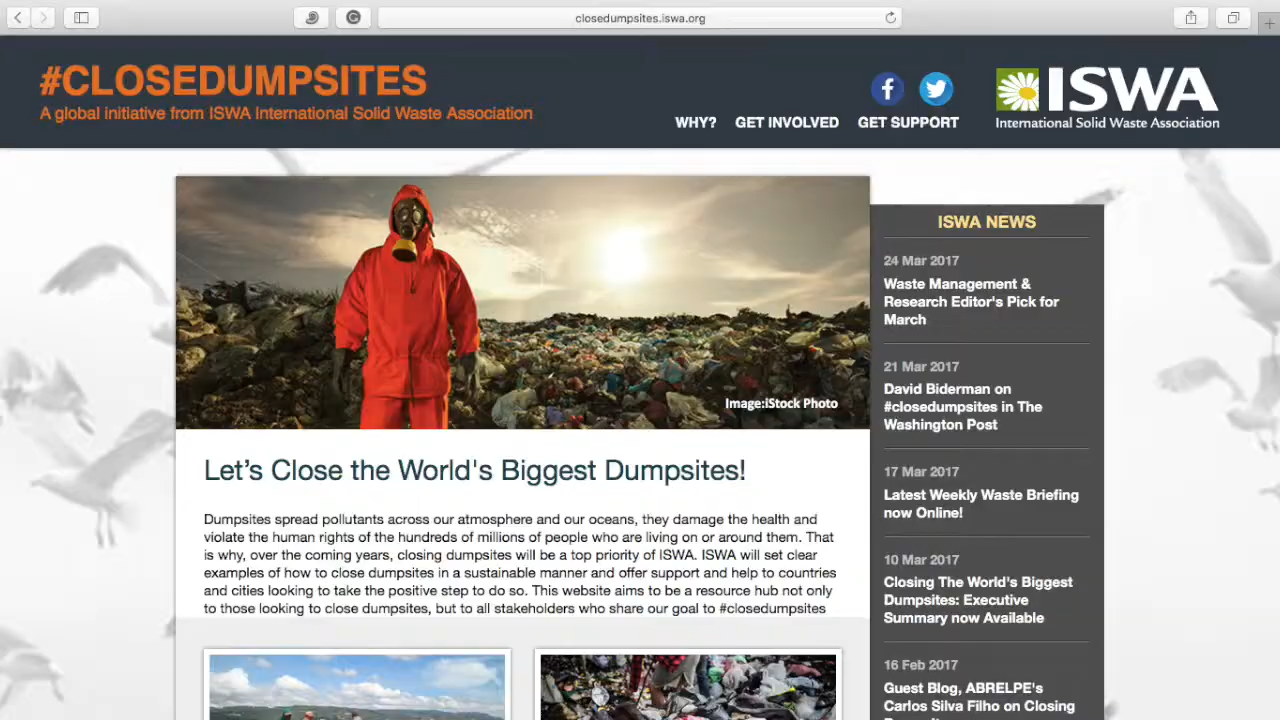 closedumpsites.iswa.org
#CLOSEDUMPSITES
A global initiative from ISWA International Solid Waste Association
WHY? GET INVOLVED GET SUPPORT
ISWA
International Solid Waste Association
Image:iStock Photo
Let's Close the World's Biggest Dumpsites!
Dumpsites spread pollutants across our atmosphere and our oceans, they damage the health and
violate the human rights of the hundreds of millions of people who are living on or around them. That
is why, over the coming years, closing dumpsites will be a top priority of ISWA. ISWA will set clear
examples of how to close dumpsites in a sustainable manner and offer support and help to countries
and cities looking to take the positive step to do so. This website aims to be a resource hub not only
to those looking to close dumpsites, but to all stakeholders who share our goal to #closedumpsites
ISWA NEWS
24 Mar 2017
Waste Management &
Research Editor's Pick for
March
21 Mar 2017
David Biderman on
#closedumpsites in The
Washington Post
17 Mar 2017
Latest Weekly Waste Briefing
now Online!
10 Mar 2017
Closing The World's Biggest
Dumpsites: Executive
Summary now Available
16 Feb 2017
Guest Blog, ABRELPE's
Carlos Silva Filho on Closing